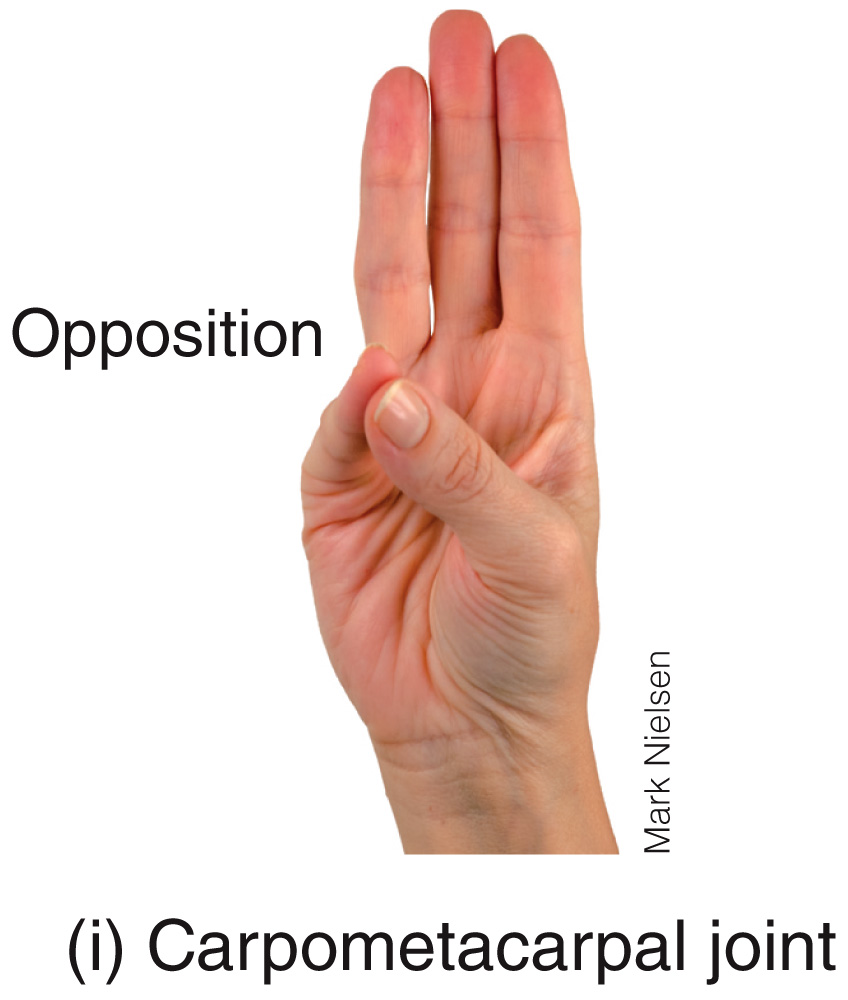 Opposition
Mark Nielsen
(i) Carpometacarpal joint